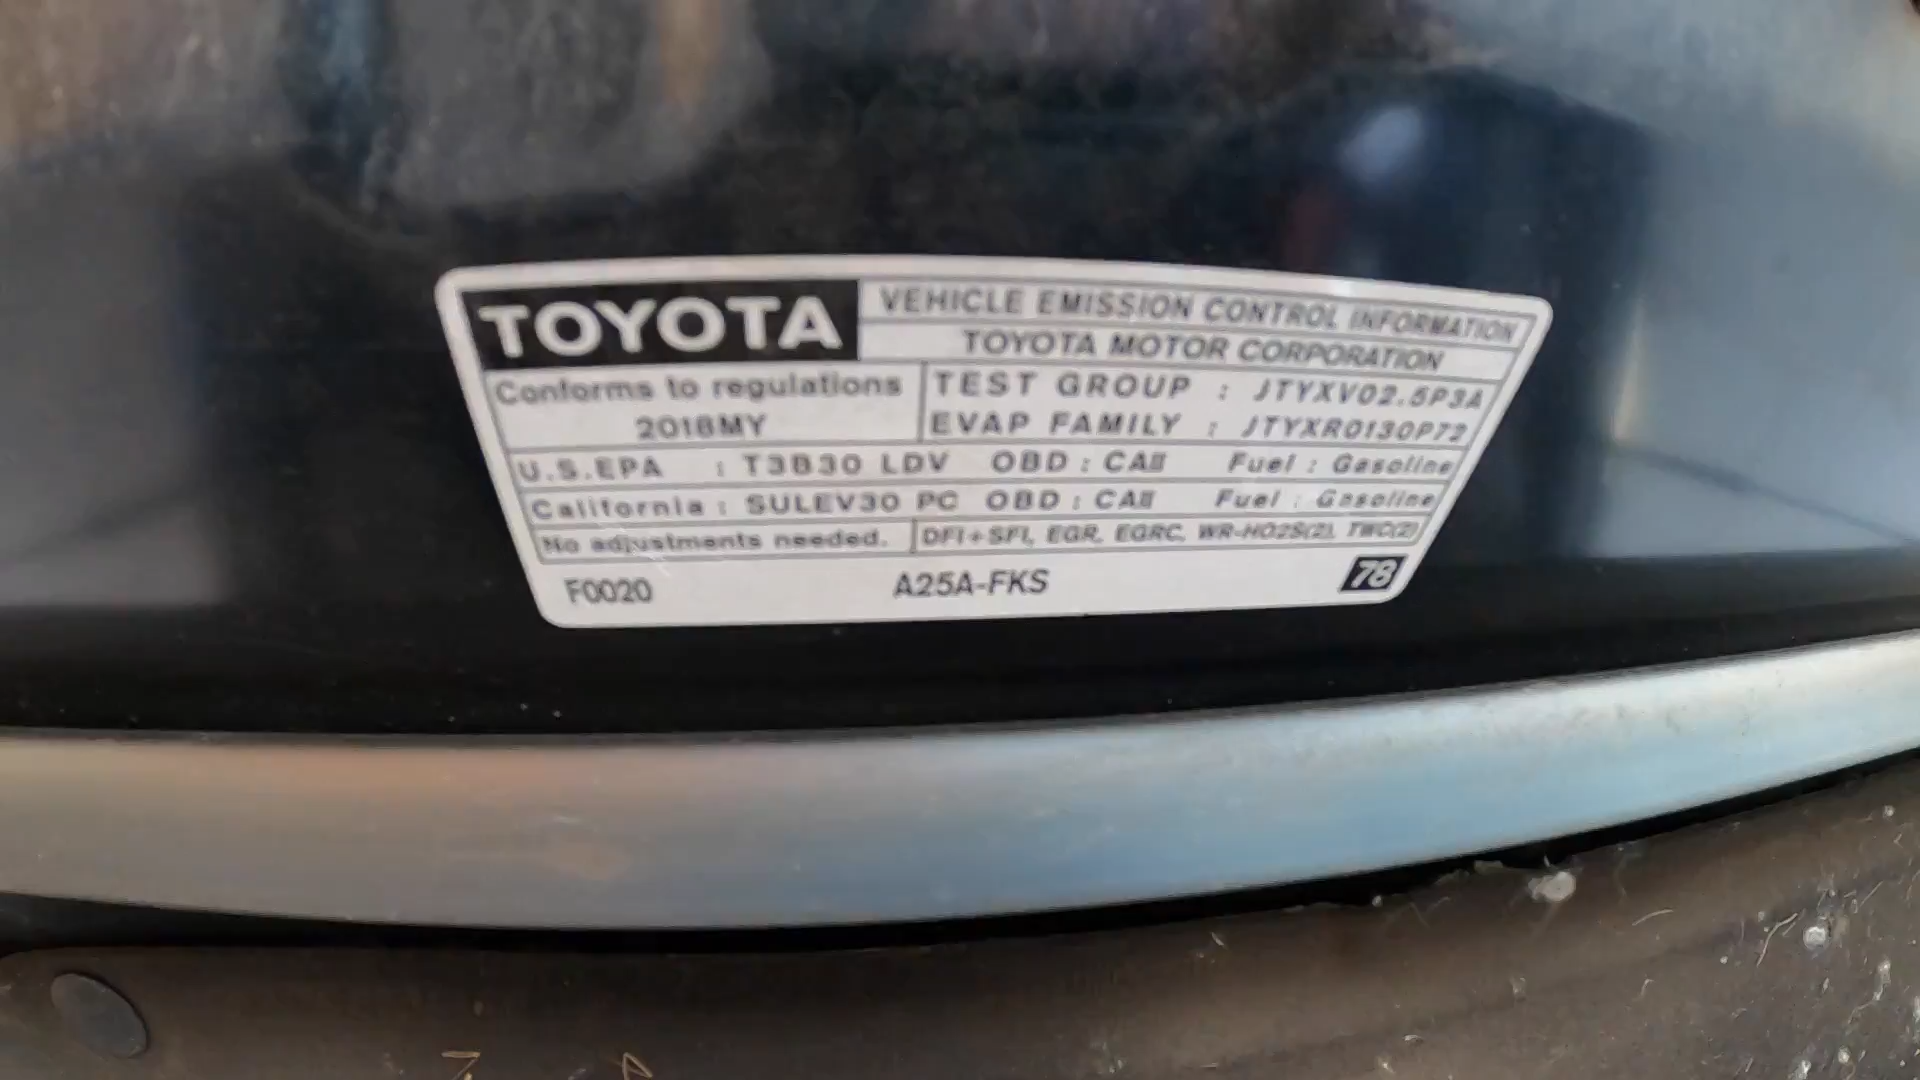 TOYOTA
VEHICLE EMISSION CONTROL INFORMATION
TOYOTA MOTOR CORPORATION
Conforms to regulations
2018MY
TEST GROUP : JTYXV02.5P3A
EVAP FAMILY : JTYXR0130P72
U.S.EPA : T3B30 LDV OBD : CAII Fuel : Gasoline
California : SULEV30 PC OBD : CAII Fuel : Gasoline
No adjustments needed. DFI+SFI, EGR, EGRC, WR-HO2S(2), TWC(2)
F0020 A25A-FKS 78